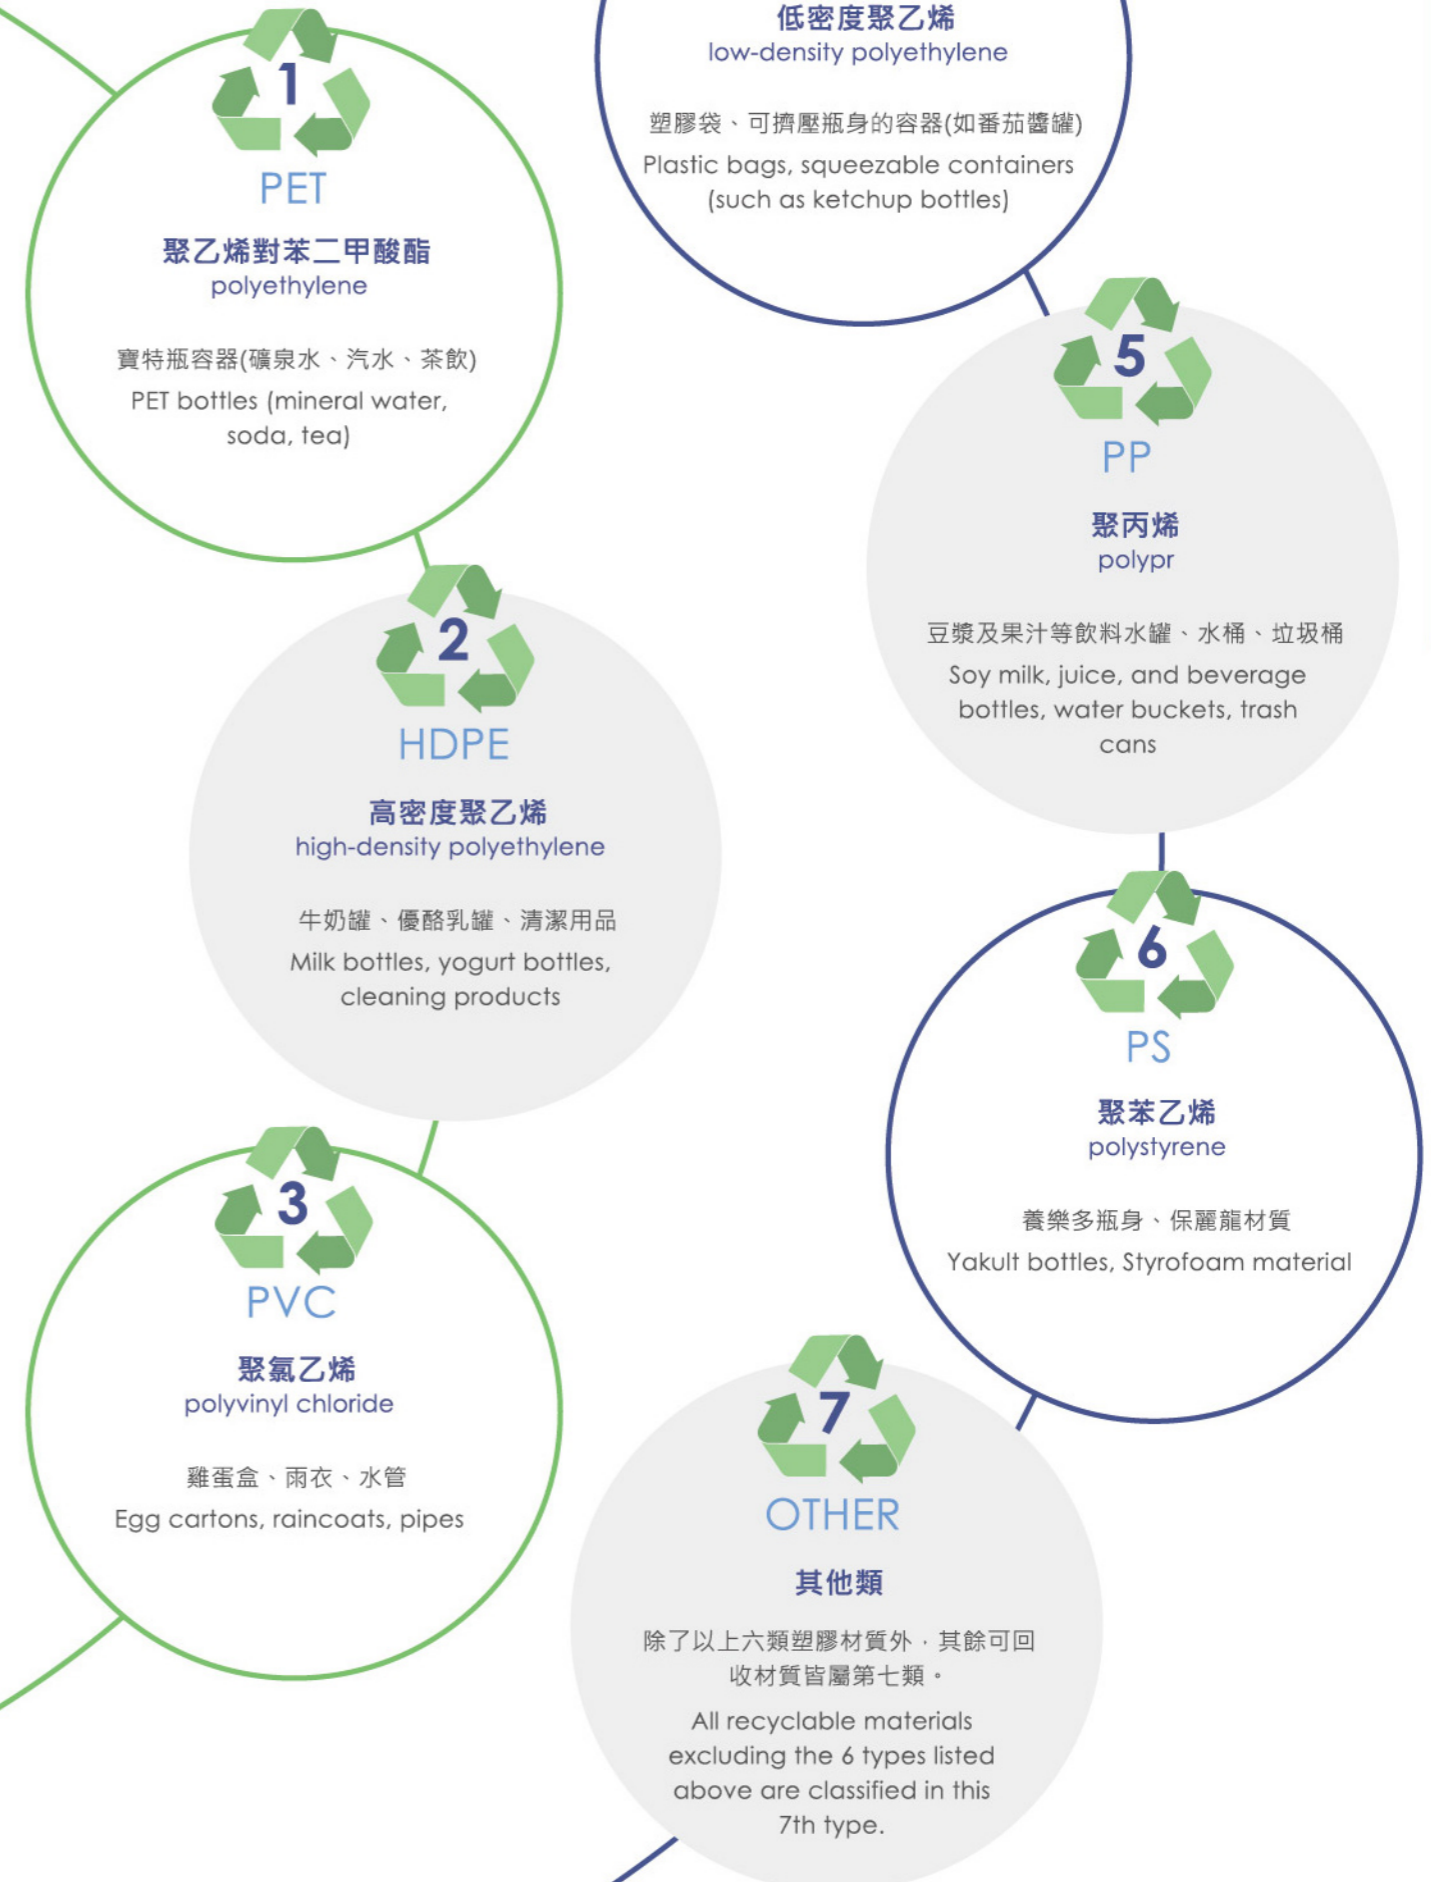 1
PET
聚乙烯對苯二甲酸酯
polyethylene
寶特瓶容器(礦泉水、汽水、茶飲)
PET bottles (mineral water,
soda, tea)
2
HDPE
高密度聚乙烯
high-density polyethylene
牛奶罐、優酪乳罐、清潔用品
Milk bottles, yogurt bottles,
cleaning products
3
PVC
聚氯乙烯
polyvinyl chloride
雞蛋盒、雨衣、水管
Egg cartons, raincoats, pipes
低密度聚乙烯
low-density polyethylene
塑膠袋、可擠壓瓶身的容器(如番茄醬罐)
Plastic bags, squeezable containers
(such as ketchup bottles)
5
PP
聚丙烯
polypr
豆漿及果汁等飲料水罐、水桶、垃圾桶
Soy milk, juice, and beverage
bottles, water buckets, trash
cans
6
PS
聚苯乙烯
polystyrene
養樂多瓶身、保麗龍材質
Yakult bottles, Styrofoam material
7
OTHER
其他類
除了以上六類塑膠材質外，其餘可回
收材質皆屬第七類。
All recyclable materials
excluding the 6 types listed
above are classified in this
7th type.